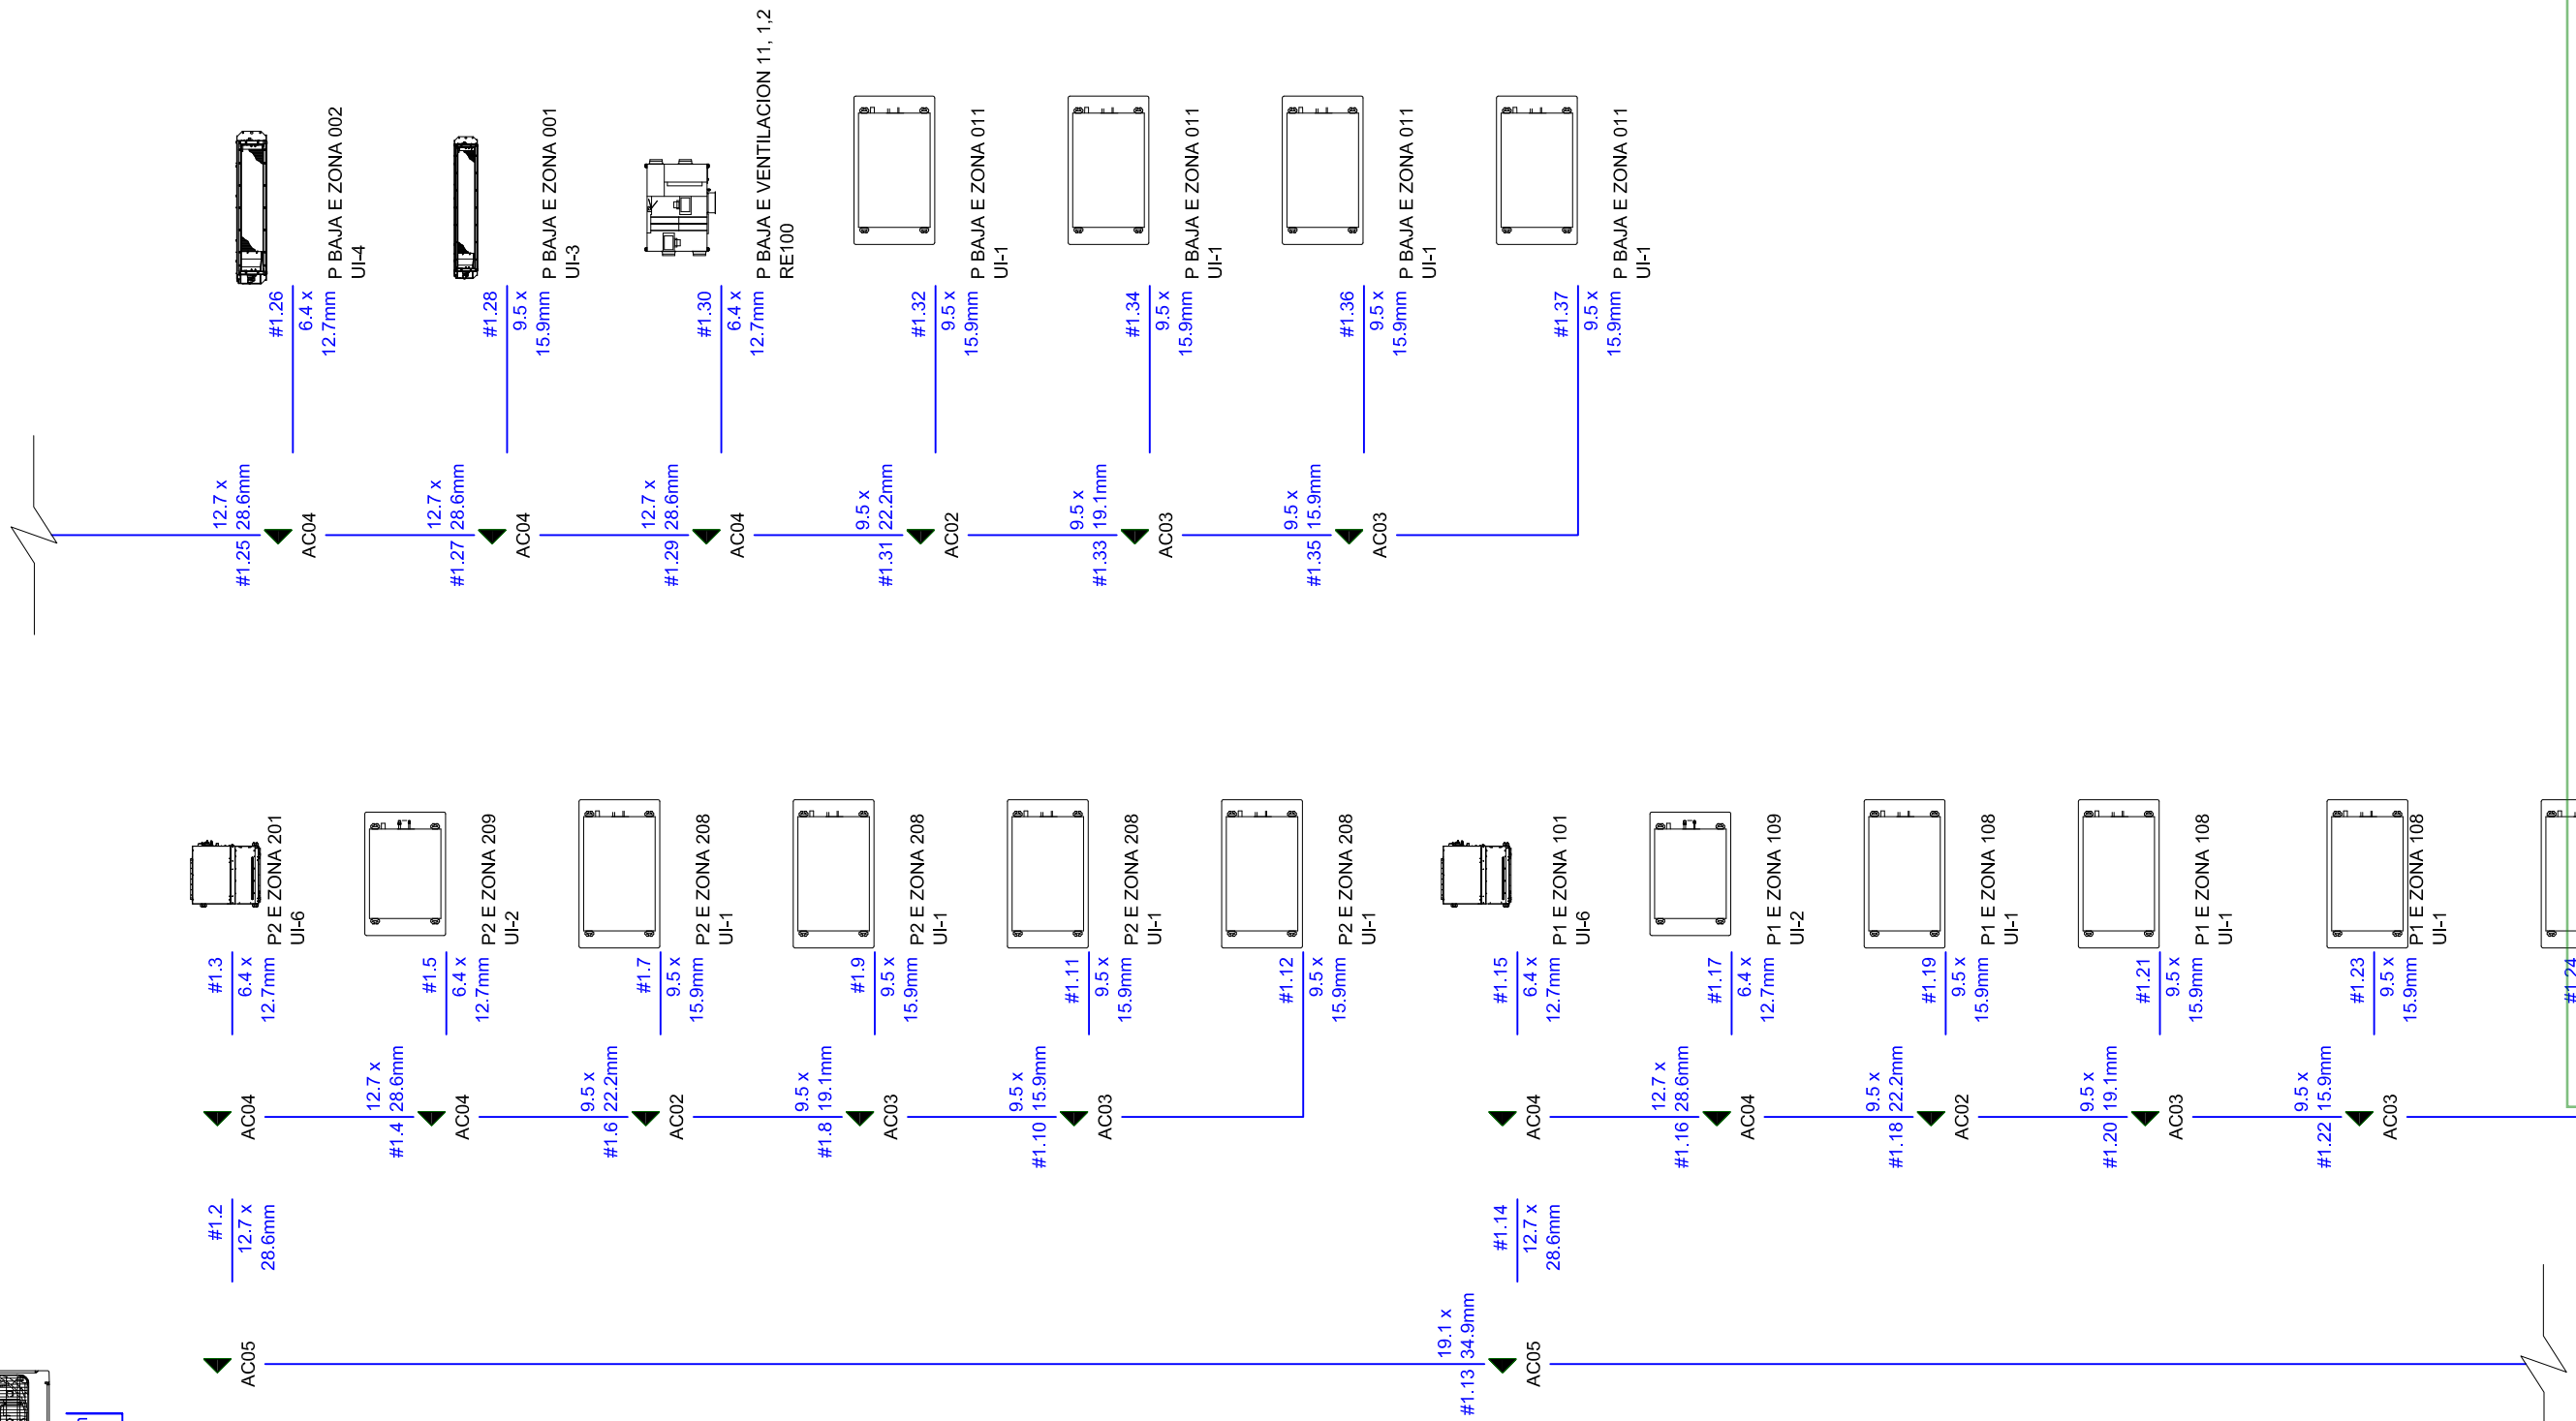 #1.26
6.4 x
12.7mm
P BAJA E ZONA 002
UI-4
#1.28
9.5 x
15.9mm
P BAJA E ZONA 001
UI-3
#1.30
6.4 x
12.7mm
P BAJA E VENTILACION 11, 1,2
RE100
#1.32
9.5 x
15.9mm
P BAJA E ZONA 011
UI-1
#1.34
9.5 x
15.9mm
P BAJA E ZONA 011
UI-1
#1.36
9.5 x
15.9mm
P BAJA E ZONA 011
UI-1
#1.37
9.5 x
15.9mm
P BAJA E ZONA 011
UI-1
12.7 x
#1.25 28.6mm
AC04
12.7 x
#1.27 28.6mm
AC04
12.7 x
#1.29 28.6mm
AC04
9.5 x
#1.31 22.2mm
AC02
9.5 x
#1.33 19.1mm
AC03
9.5 x
#1.35 15.9mm
AC03
#1.3
6.4 x
12.7mm
P2 E ZONA 201
UI-6
#1.5
6.4 x
12.7mm
P2 E ZONA 209
UI-2
#1.7
9.5 x
15.9mm
P2 E ZONA 208
UI-1
#1.9
9.5 x
15.9mm
P2 E ZONA 208
UI-1
#1.11
9.5 x
15.9mm
P2 E ZONA 208
UI-1
#1.12
9.5 x
15.9mm
P2 E ZONA 208
UI-1
#1.15
6.4 x
12.7mm
P1 E ZONA 101
UI-6
#1.17
6.4 x
12.7mm
P1 E ZONA 109
UI-2
#1.19
9.5 x
15.9mm
P1 E ZONA 108
UI-1
#1.21
9.5 x
15.9mm
P1 E ZONA 108
UI-1
#1.23
9.5 x
15.9mm
P1 E ZONA 108
UI-1
#1.24
AC04
12.7 x
#1.4 28.6mm
AC04
9.5 x
#1.6 22.2mm
AC02
9.5 x
#1.8 19.1mm
AC03
9.5 x
#1.10 15.9mm
AC03
AC04
12.7 x
#1.16 28.6mm
AC04
9.5 x
#1.18 22.2mm
AC02
9.5 x
#1.20 19.1mm
AC03
9.5 x
#1.22 15.9mm
AC03
#1.2
12.7 x
28.6mm
#1.14
12.7 x
28.6mm
AC05
19.1 x
#1.13 34.9mm
AC05